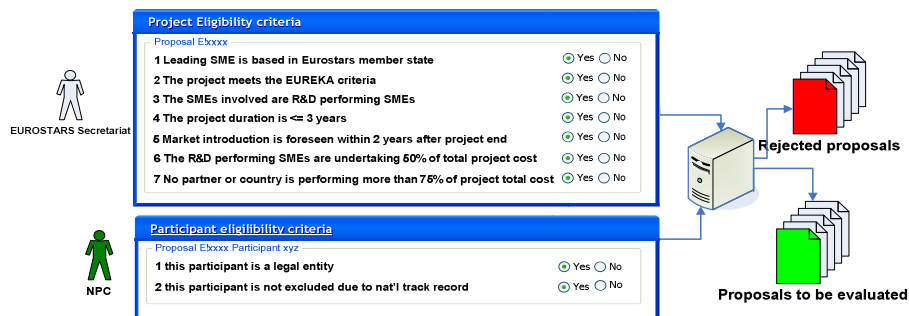 Project Eligibility criteria
Proposal E!xxxx
1 Leading SME is based in Eurostars member state Yes No
2 The project meets the EUREKA criteria Yes No
3 The SMEs involved are R&D performing SMEs Yes No
4 The project duration is <= 3 years Yes No
5 Market introduction is foreseen within 2 years after project end Yes No
6 The R&D performing SMEs are undertaking 50% of total project cost Yes No
7 No partner or country is performing more than 75% of project total cost Yes No
EUROSTARS Secretariat
Rejected proposals
Participant eligilibility criteria
Proposal E!xxxx Participant xyz
1 this participant is a legal entity Yes No
2 this participant is not excluded due to nat'l track record Yes No
NPC
Proposals to be evaluated